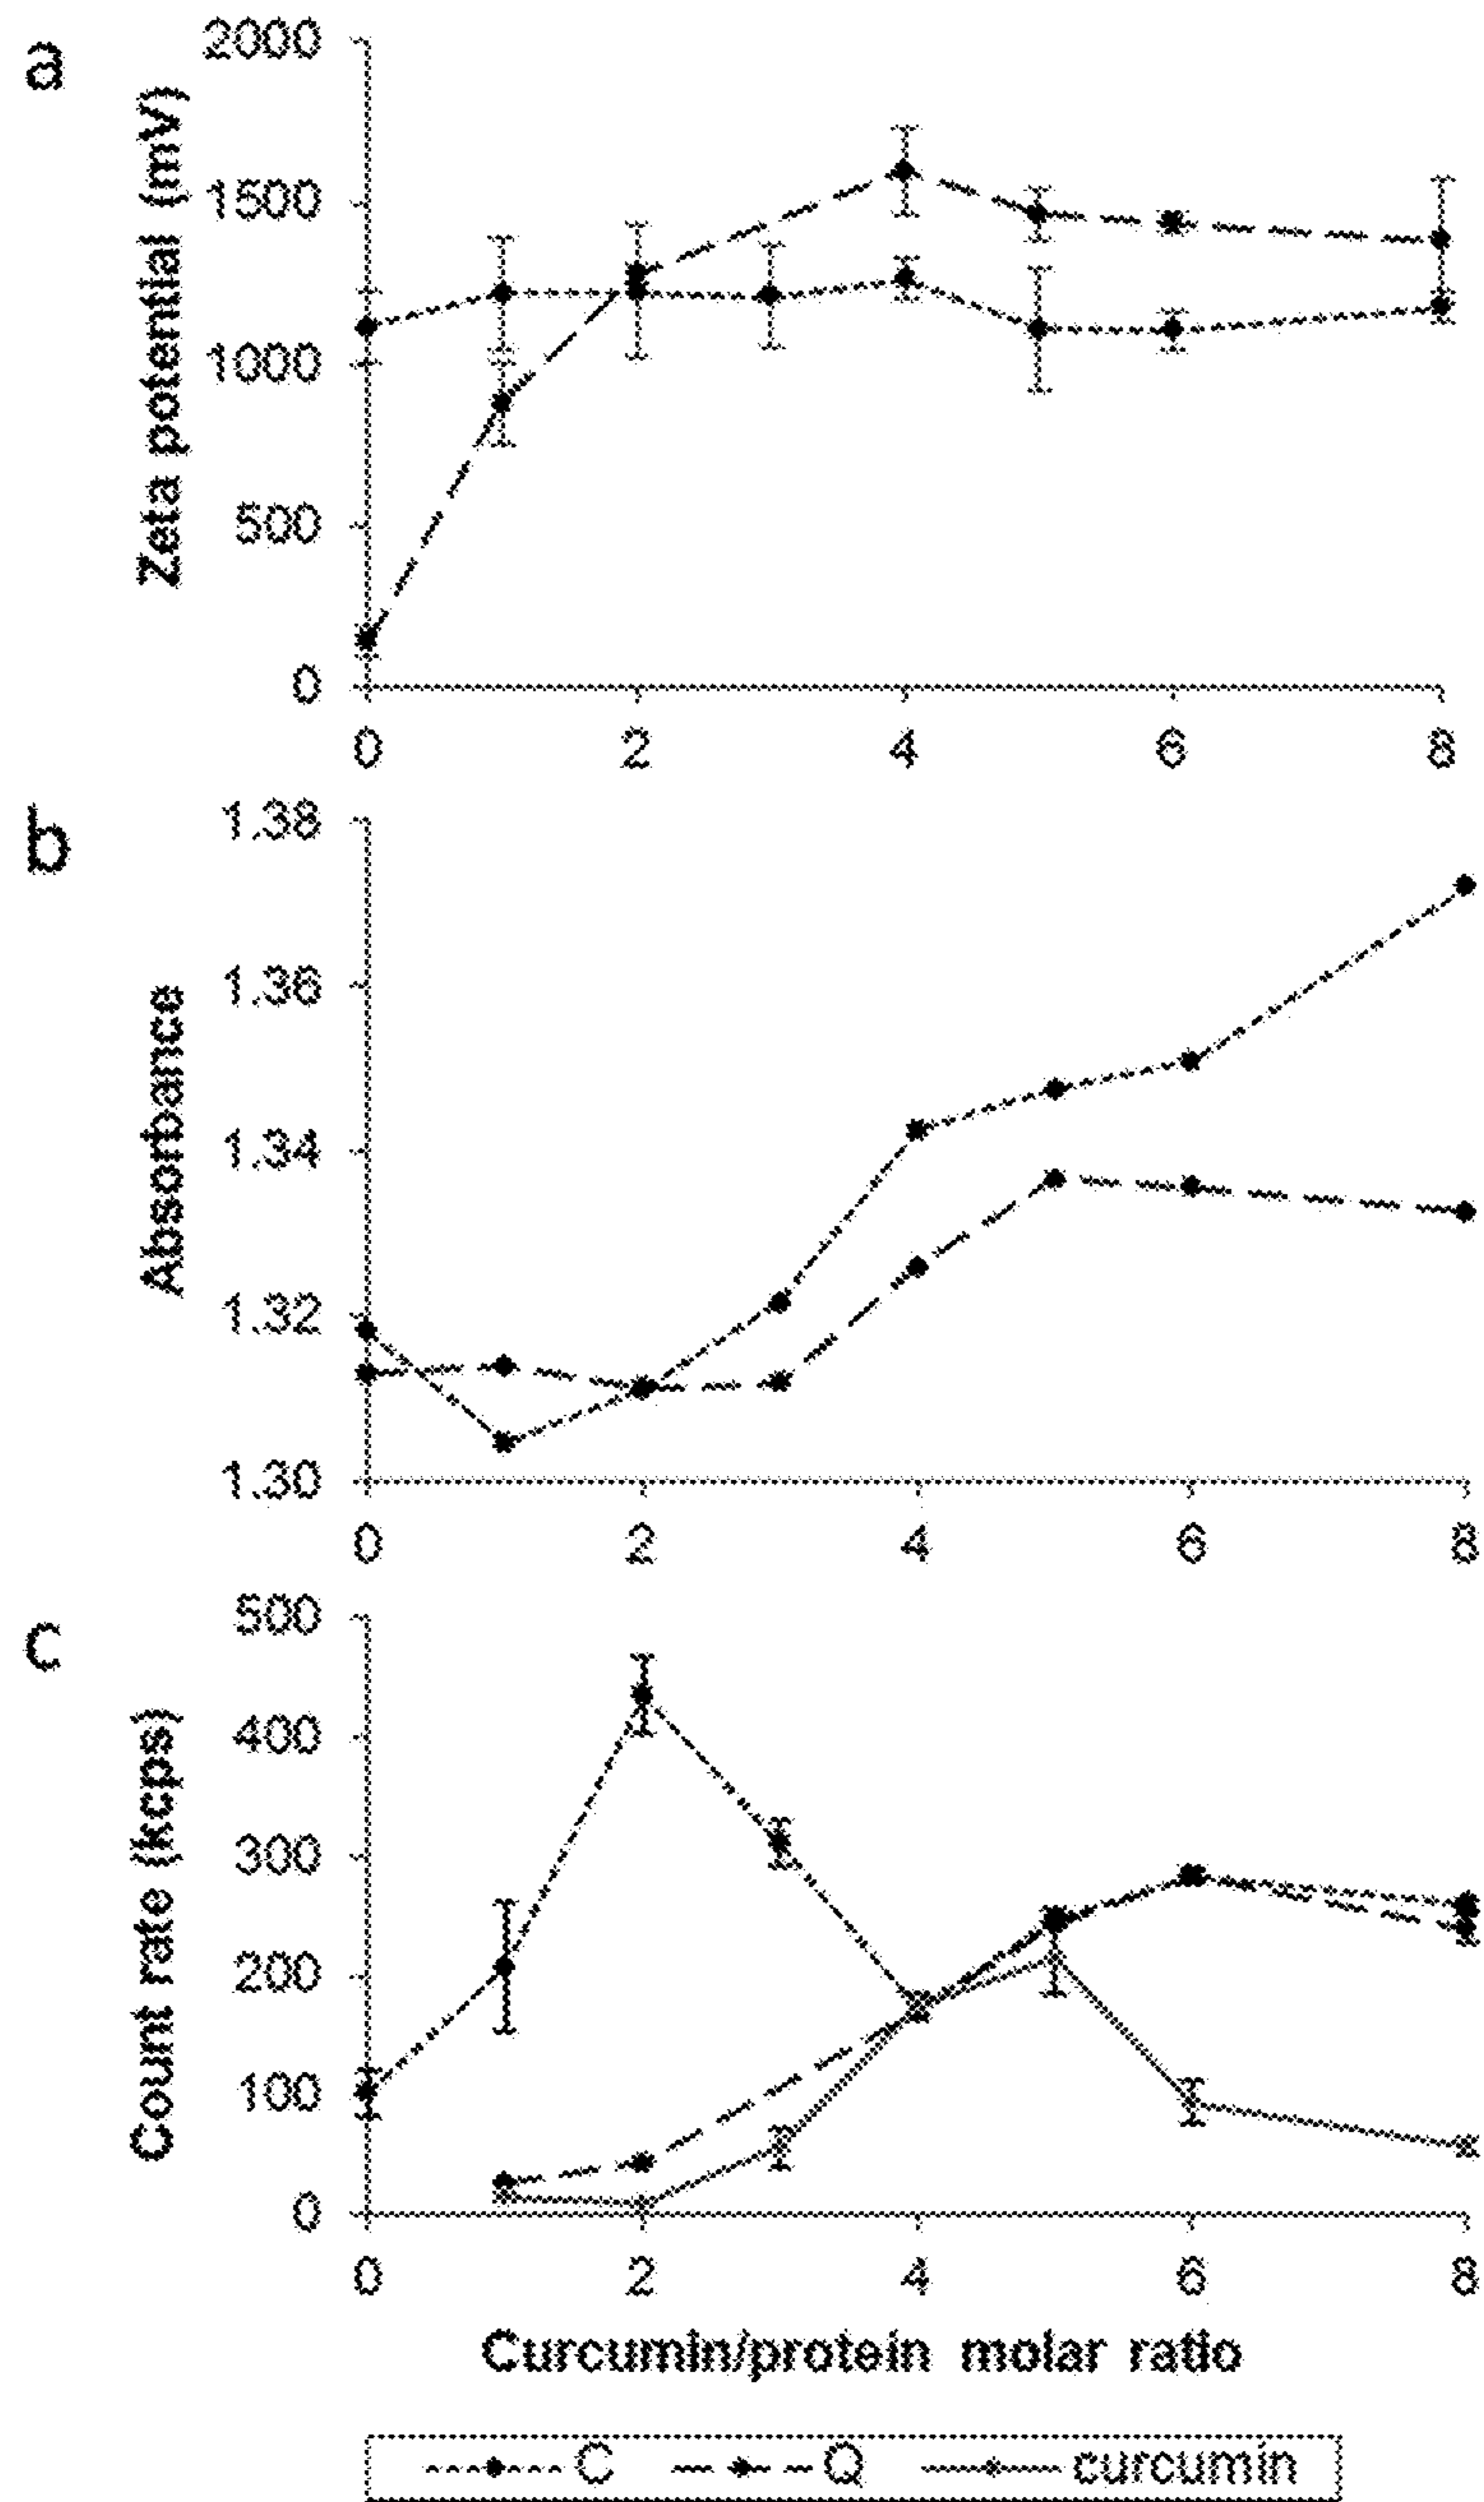 a
Zeta potential (mV)
2000
1500
1000
500
0
0 2 4 6 8
b
Absorbance
1.38
1.36
1.34
1.32
1.30
0 2 4 6 8
c
Count rate (kcps)
500
400
300
200
100
0
0 2 4 6 8
Curcumin/protein molar ratio
C Q curcumin